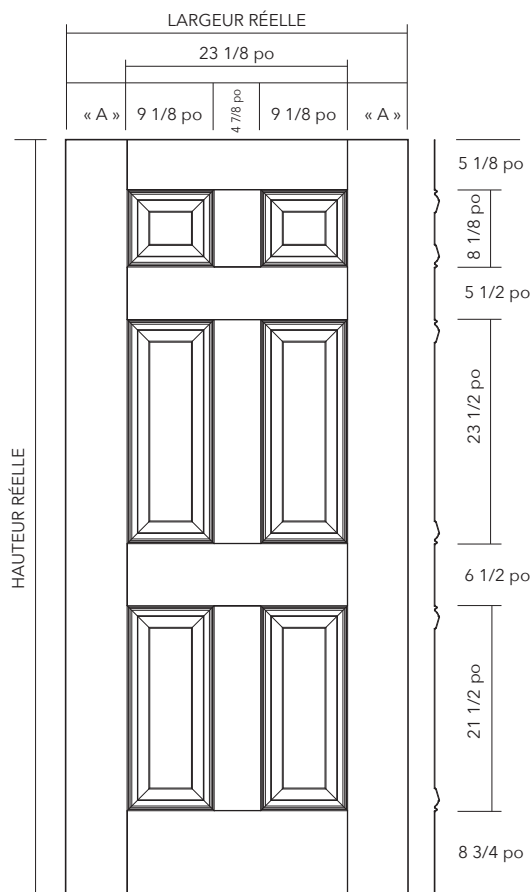 LARGEUR RÉELLE
23 1/8 po
« A »
9 1/8 po
4 7/8 po
9 1/8 po
« A »
5 1/8 po
8 1/8 po
5 1/2 po
23 1/2 po
HAUTEUR RÉELLE
6 1/2 po
21 1/2 po
8 3/4 po